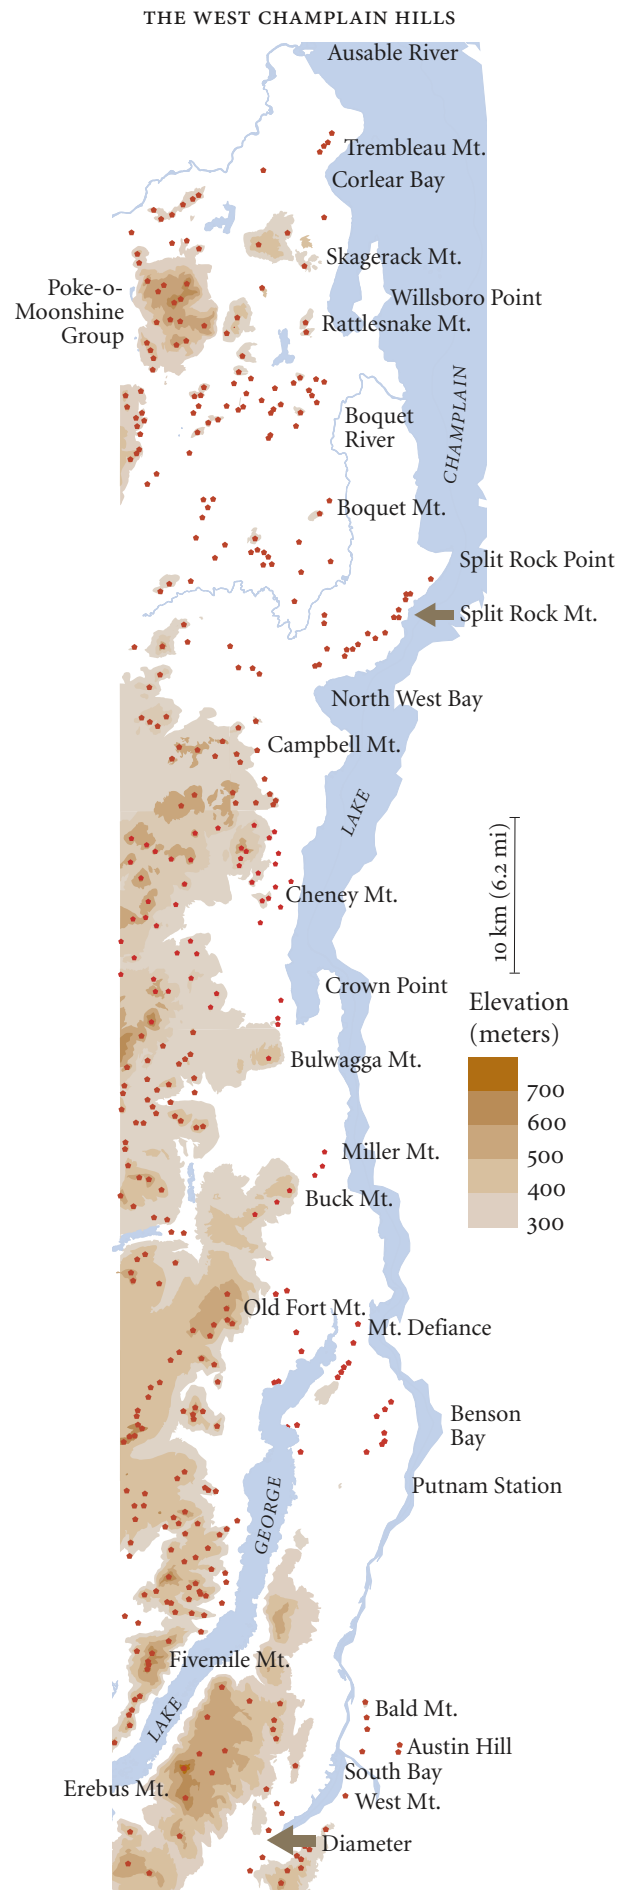 THE WEST CHAMPLAIN HILLS
Ausable River
Trembleau Mt.
Corlear Bay
Skagerack Mt.
Poke-o-
Moonshine
Group
Willsboro Point
Rattlesnake Mt.
CHAMPLAIN
Boquet
River
Boquet Mt.
Split Rock Point
Split Rock Mt.
North West Bay
Campbell Mt.
LAKE
10 km (6.2 mi)
Cheney Mt.
Crown Point
Elevation
(meters)
700
600
500
400
300
Bulwagga Mt.
Miller Mt.
Buck Mt.
Old Fort Mt.
Mt. Defiance
Benson
Bay
Putnam Station
GEORGE
Fivemile Mt.
LAKE
Bald Mt.
Austin Hill
South Bay
Erebus Mt.
West Mt.
Diameter